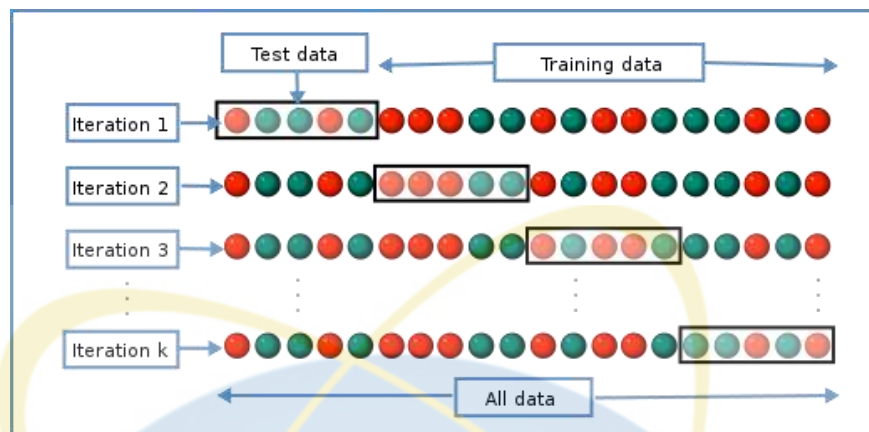 Test data
Training data
Iteration 1
Iteration 2
Iteration 3
Iteration k
All data